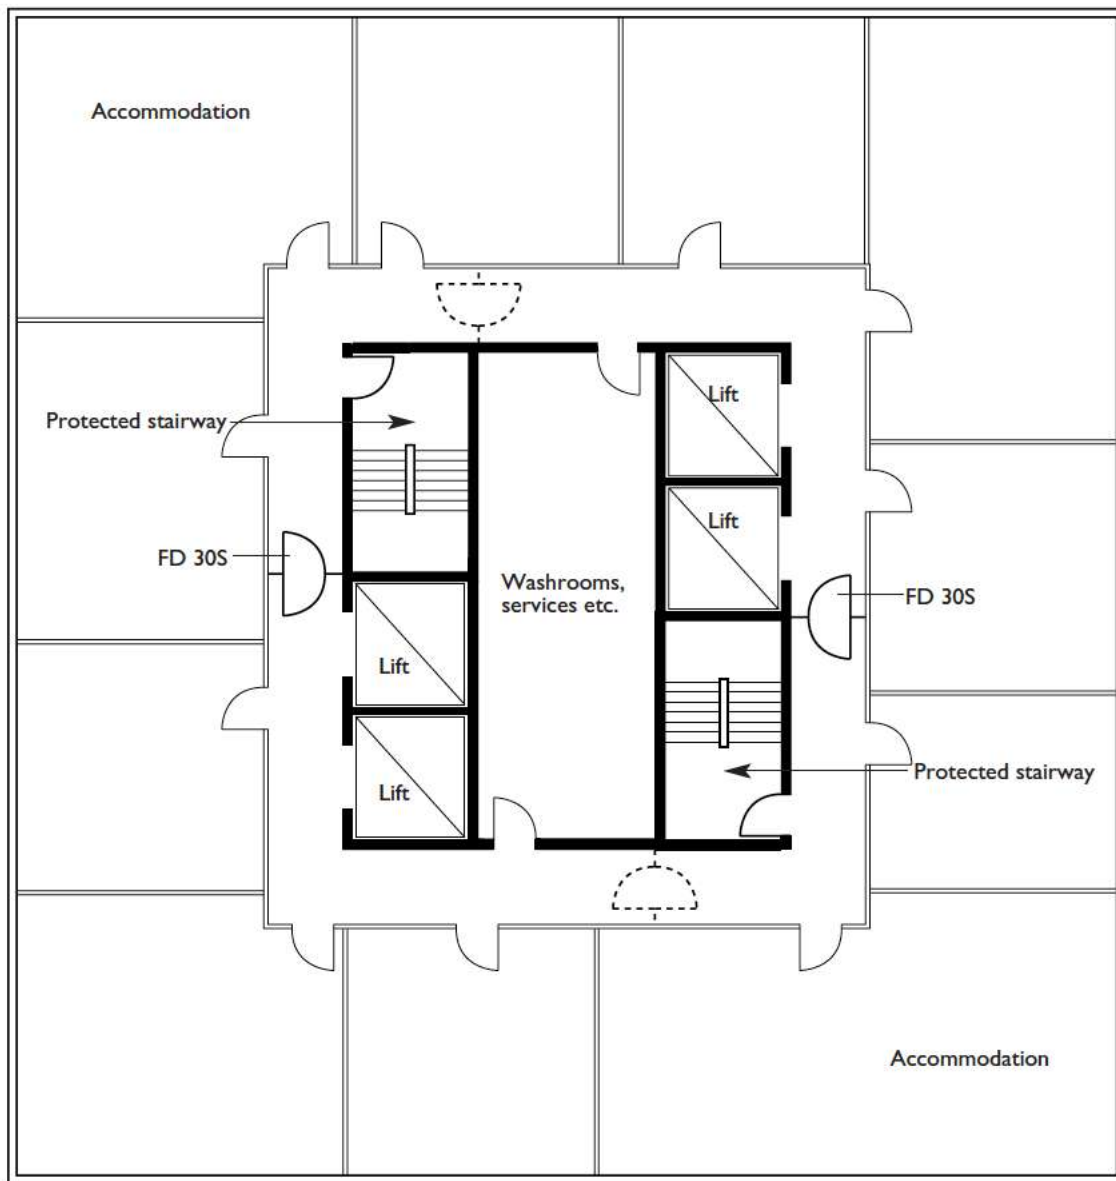 Accommodation
Lift
Protected stairway
Lift
FD 30S
Washrooms,
services etc.
FD 30S
Lift
Protected stairway
Lift
Accommodation